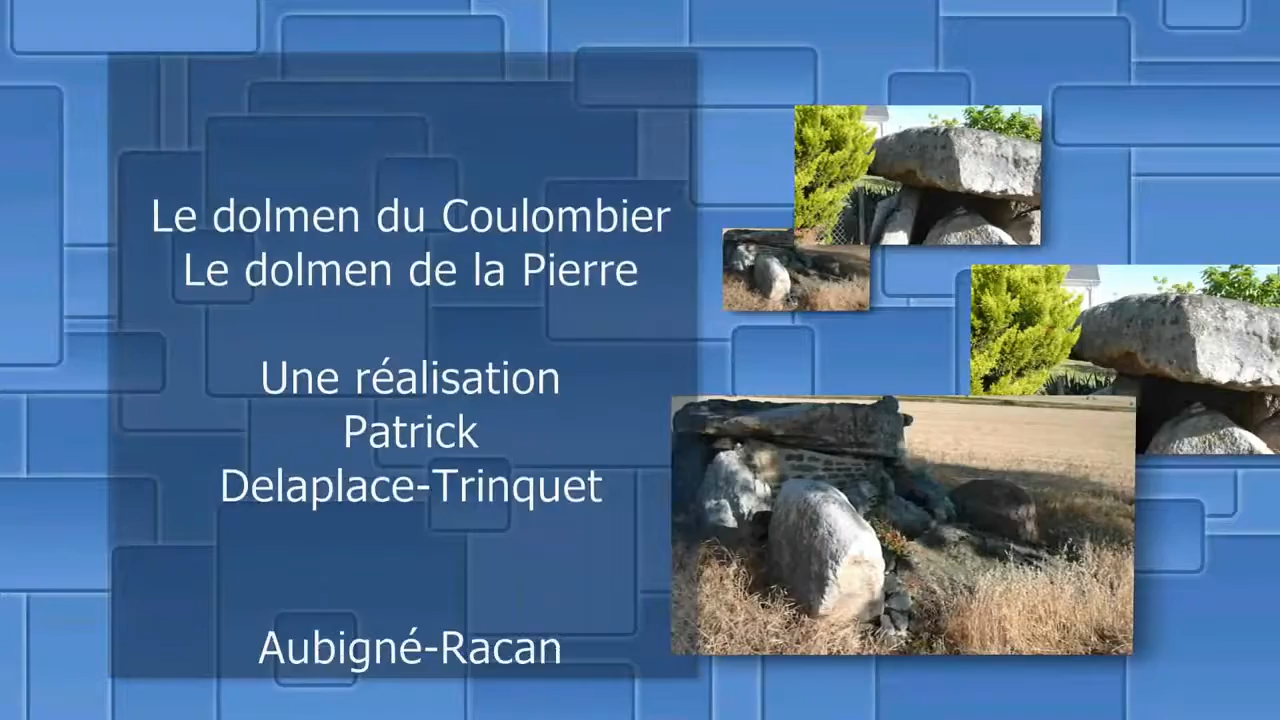 Le dolmen du Coulombier
Le dolmen de la Pierre
Une réalisation
Patrick
Delaplace-Trinquet
Aubigné-Racan